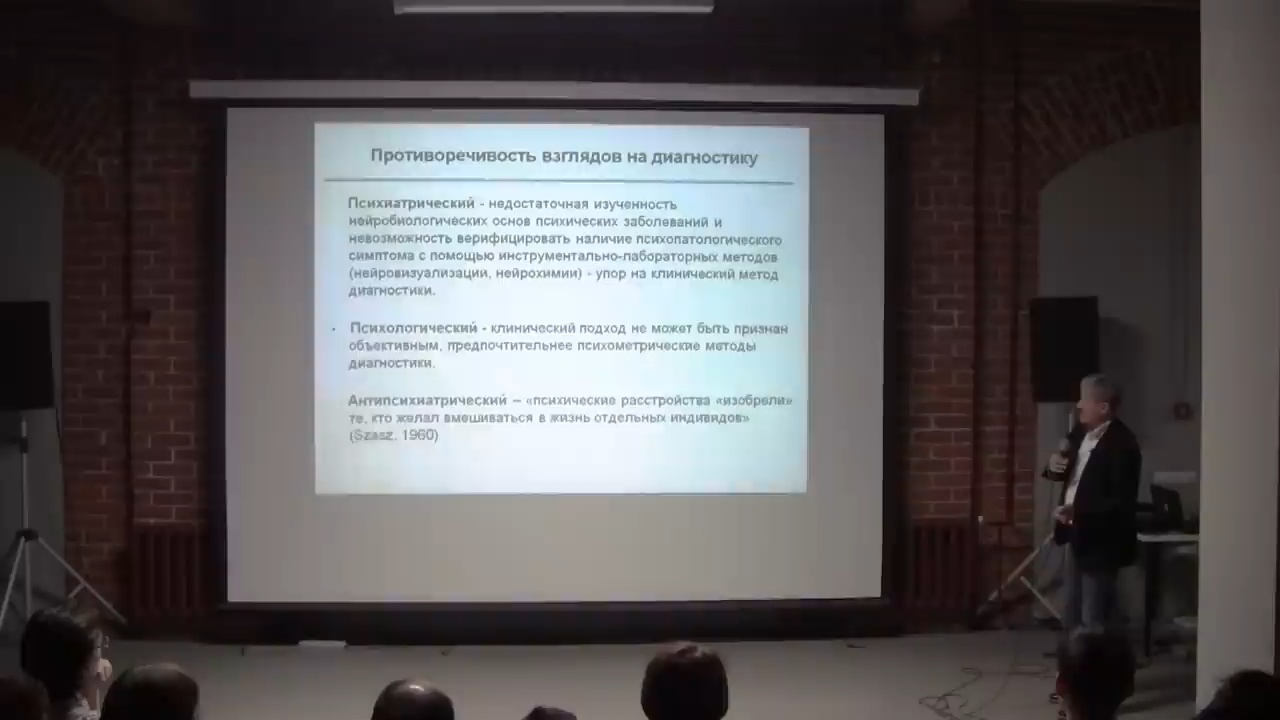 Противоречивость взглядов на диагностику
Психиатрический - недостаточная изученность
нейробиологических основ психических заболеваний и
невозможность верифицировать наличие психопатологического
симптома с помощью инструментально-лабораторных методов
(нейровизуализации, нейрохимии) - упор на клинический метод
диагностики.
• Психологический - клинический подход не может быть признан
объективным, предпочтительнее психометрические методы
диагностики.
Антипсихиатрический – «психические расстройства «изобрели»
те, кто желал вмешиваться в жизнь отдельных индивидов»
(Szasz, 1960)